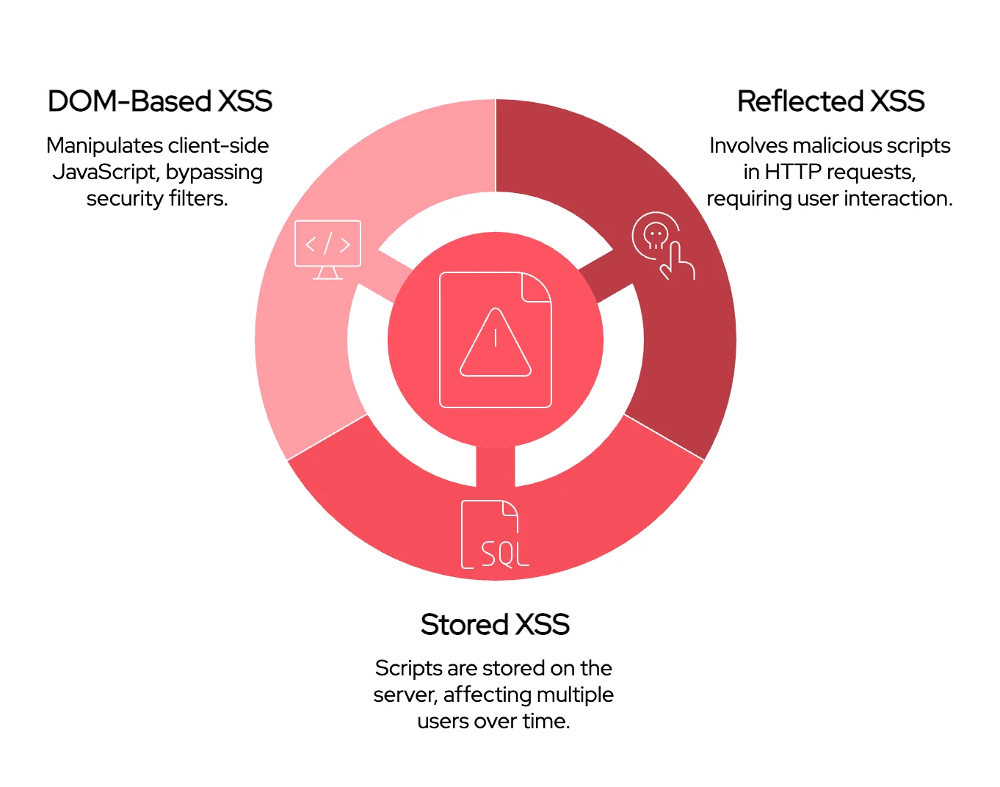 DOM-Based XSS
Manipulates client-side
JavaScript, bypassing
security filters.
Reflected XSS
Involves malicious scripts
in HTTP requests,
requiring user interaction.
</>
SQL
Stored XSS
Scripts are stored on the
server, affecting multiple
users over time.